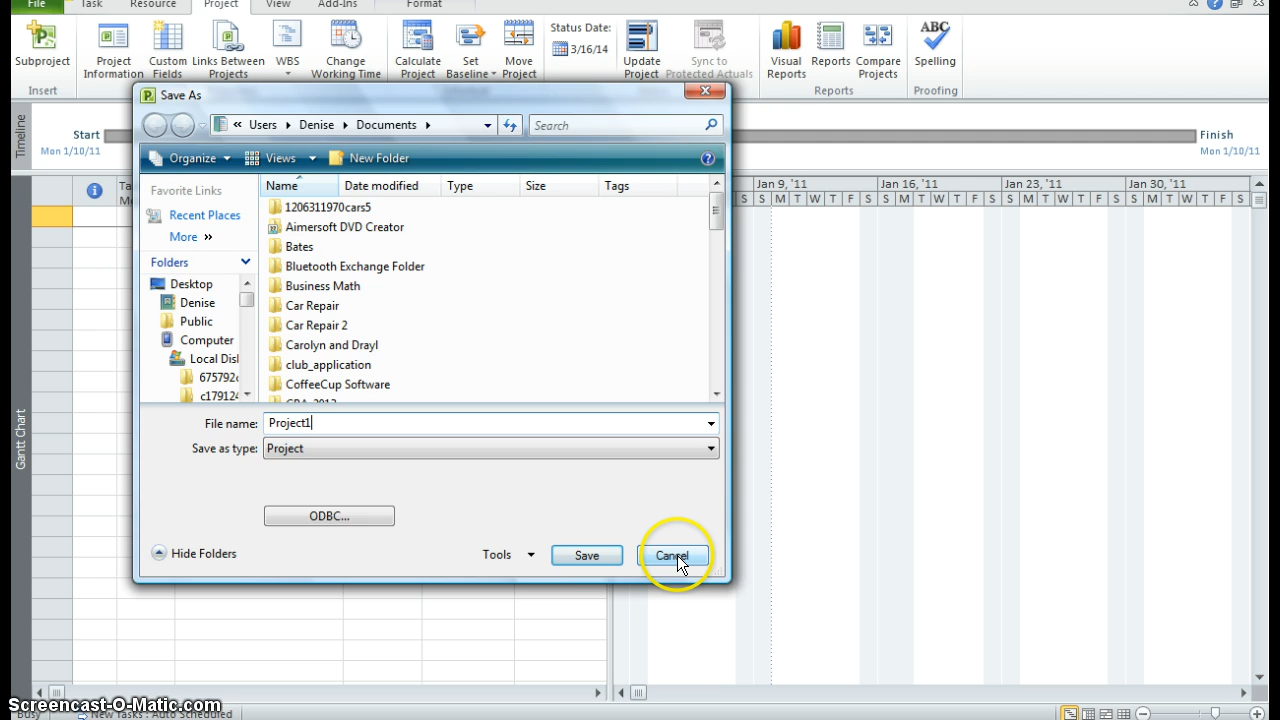 File Task Resource Project View Add-Ins Format
Subproject
Project Information
Custom Fields
Links Between Projects
WBS
Change Working Time
Calculate Project
Set Baseline
Move Project
Status Date:
3/16/14
Update Project
Sync to Protected Actuals
Visual Reports
Reports
Compare Projects
ABC
Spelling
Insert
Reports
Proofing
Save As
Timeline
Start
Mon 1/10/11
Finish
Mon 1/10/11
« Users Denise Documents
Search
Organize Views New Folder
Favorite Links
Recent Places
More »
Folders
Desktop
Denise
Public
Computer
Local Dis
675792c
c179124
Name Date modified Type Size Tags
1206311970cars5
Aimersoft DVD Creator
Bates
Bluetooth Exchange Folder
Business Math
Car Repair
Car Repair 2
Carolyn and Drayl
club_application
CoffeeCup Software
File name: Project1
Save as type: Project
ODBC...
Hide Folders
Tools Save Cancel
Jan 9, '11 Jan 16, '11 Jan 23, '11 Jan 30, '11
S S M T W T F S S M T W T F S S M T W T F S S M T W T F S
Gantt Chart
Screencast-O-Matic.com
Busy New Tasks : Auto Scheduled